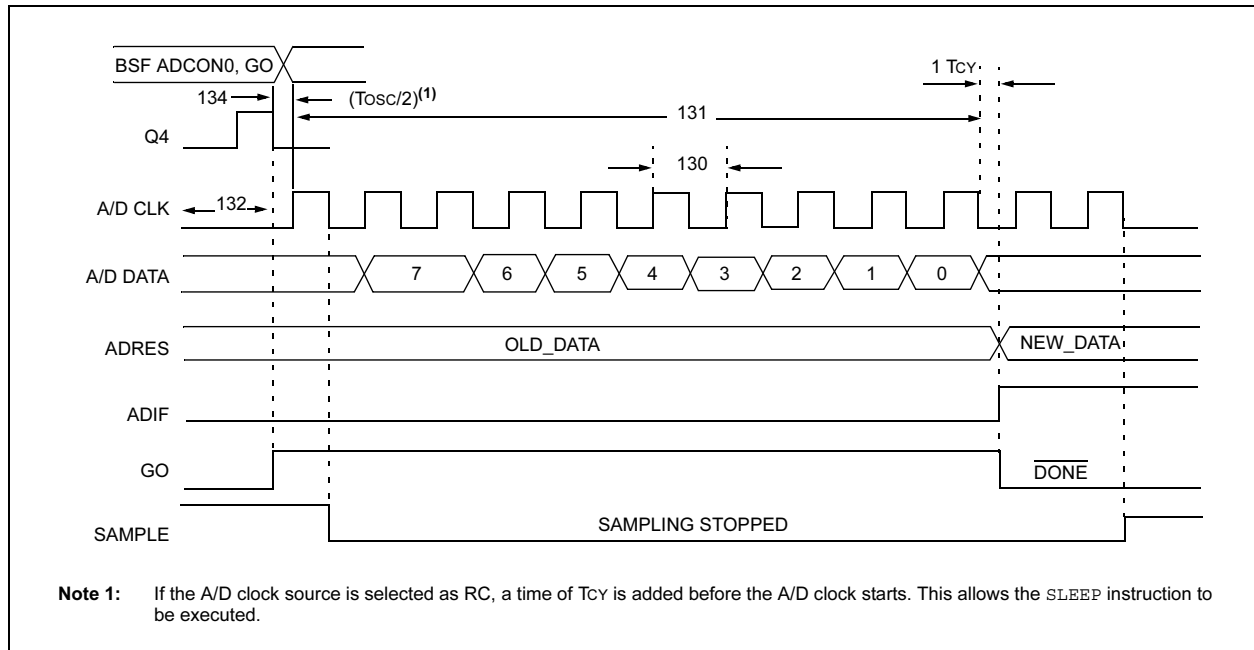 BSF ADCON0, GO
134
(TOSC/2)(1)
1 TCY
131
Q4
130
A/D CLK
132
A/D DATA
7
6
5
4
3
2
1
0
ADRES
OLD_DATA
NEW_DATA
ADIF
GO
DONE
SAMPLE
SAMPLING STOPPED
Note 1: If the A/D clock source is selected as RC, a time of TCY is added before the A/D clock starts. This allows the SLEEP instruction to
be executed.